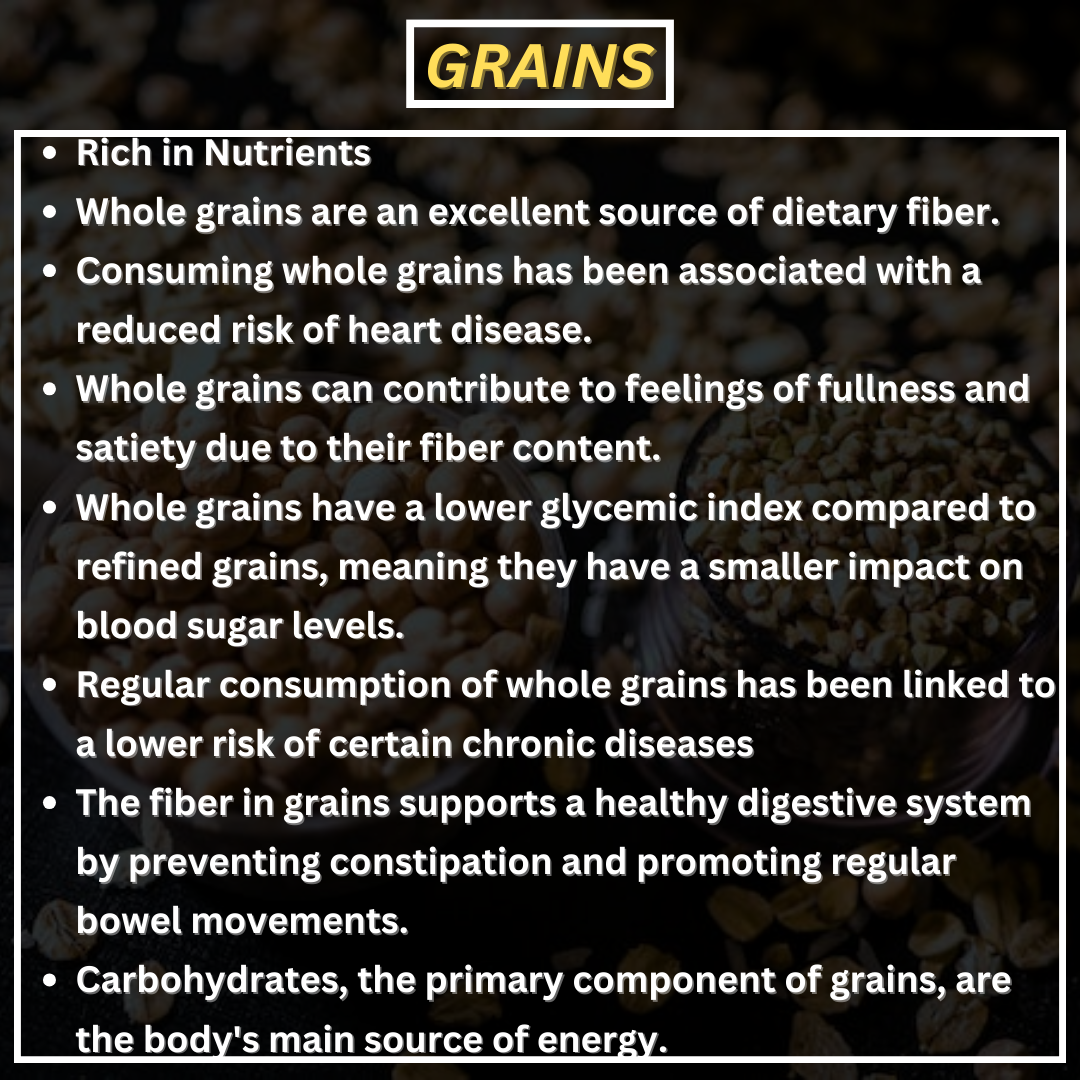 GRAINS
• Rich in Nutrients
• Whole grains are an excellent source of dietary fiber.
• Consuming whole grains has been associated with a
reduced risk of heart disease.
• Whole grains can contribute to feelings of fullness and
satiety due to their fiber content.
• Whole grains have a lower glycemic index compared to
refined grains, meaning they have a smaller impact on
blood sugar levels.
• Regular consumption of whole grains has been linked to
a lower risk of certain chronic diseases
• The fiber in grains supports a healthy digestive system
by preventing constipation and promoting regular
bowel movements.
• Carbohydrates, the primary component of grains, are
the body's main source of energy.